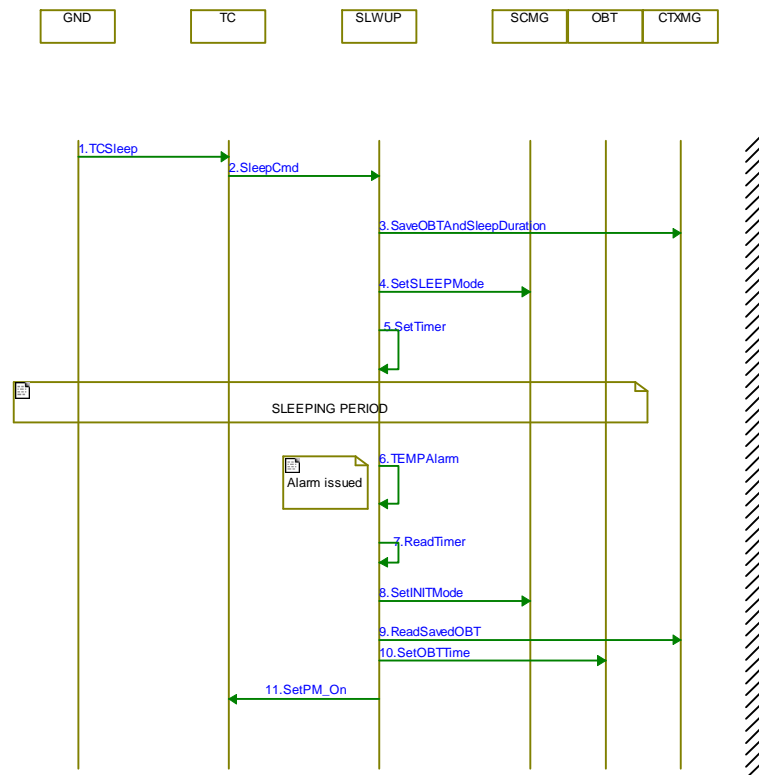 GND
TC
SLWUP
SCMG
OBT
CTXMG
1.TCSleep
2.SleepCmd
3.SaveOBTAndSleepDuration
4.SetSLEEPMode
5.SetTimer
SLEEPING PERIOD
6.TEMPAlarm
Alarm issued
7.ReadTimer
8.SetINITMode
9.ReadSavedOBT
10.SetOBTTime
11.SetPM_On